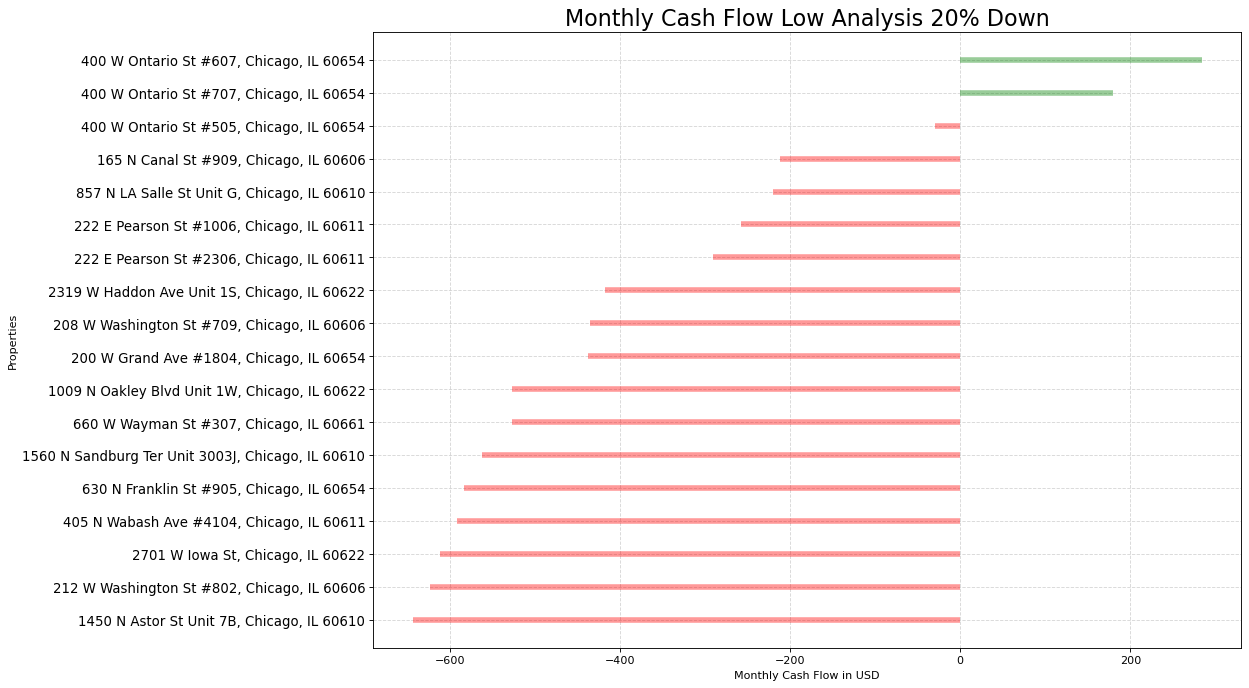 Monthly Cash Flow Low Analysis 20% Down
400 W Ontario St #607, Chicago, IL 60654
400 W Ontario St #707, Chicago, IL 60654
400 W Ontario St #505, Chicago, IL 60654
165 N Canal St #909, Chicago, IL 60606
857 N LA Salle St Unit G, Chicago, IL 60610
222 E Pearson St #1006, Chicago, IL 60611
222 E Pearson St #2306, Chicago, IL 60611
2319 W Haddon Ave Unit 1S, Chicago, IL 60622
208 W Washington St #709, Chicago, IL 60606
200 W Grand Ave #1804, Chicago, IL 60654
1009 N Oakley Blvd Unit 1W, Chicago, IL 60622
660 W Wayman St #307, Chicago, IL 60661
1560 N Sandburg Ter Unit 3003J, Chicago, IL 60610
630 N Franklin St #905, Chicago, IL 60654
405 N Wabash Ave #4104, Chicago, IL 60611
2701 W Iowa St, Chicago, IL 60622
212 W Washington St #802, Chicago, IL 60606
1450 N Astor St Unit 7B, Chicago, IL 60610
Properties
−600 −400 −200 0 200
Monthly Cash Flow in USD